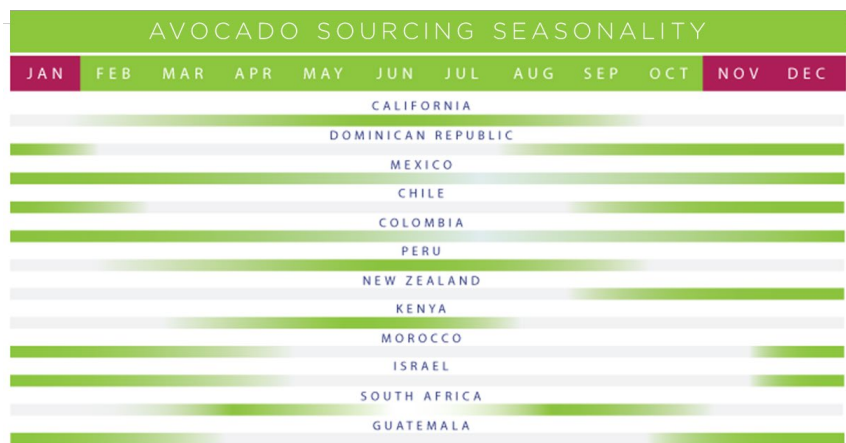 AVOCADO SOURCING SEASONALITY
JAN FEB MAR APR MAY JUN JUL AUG SEP OCT NOV DEC
CALIFORNIA
DOMINICAN REPUBLIC
MEXICO
CHILE
COLOMBIA
PERU
NEW ZEALAND
KENYA
MOROCCO
ISRAEL
SOUTH AFRICA
GUATEMALA